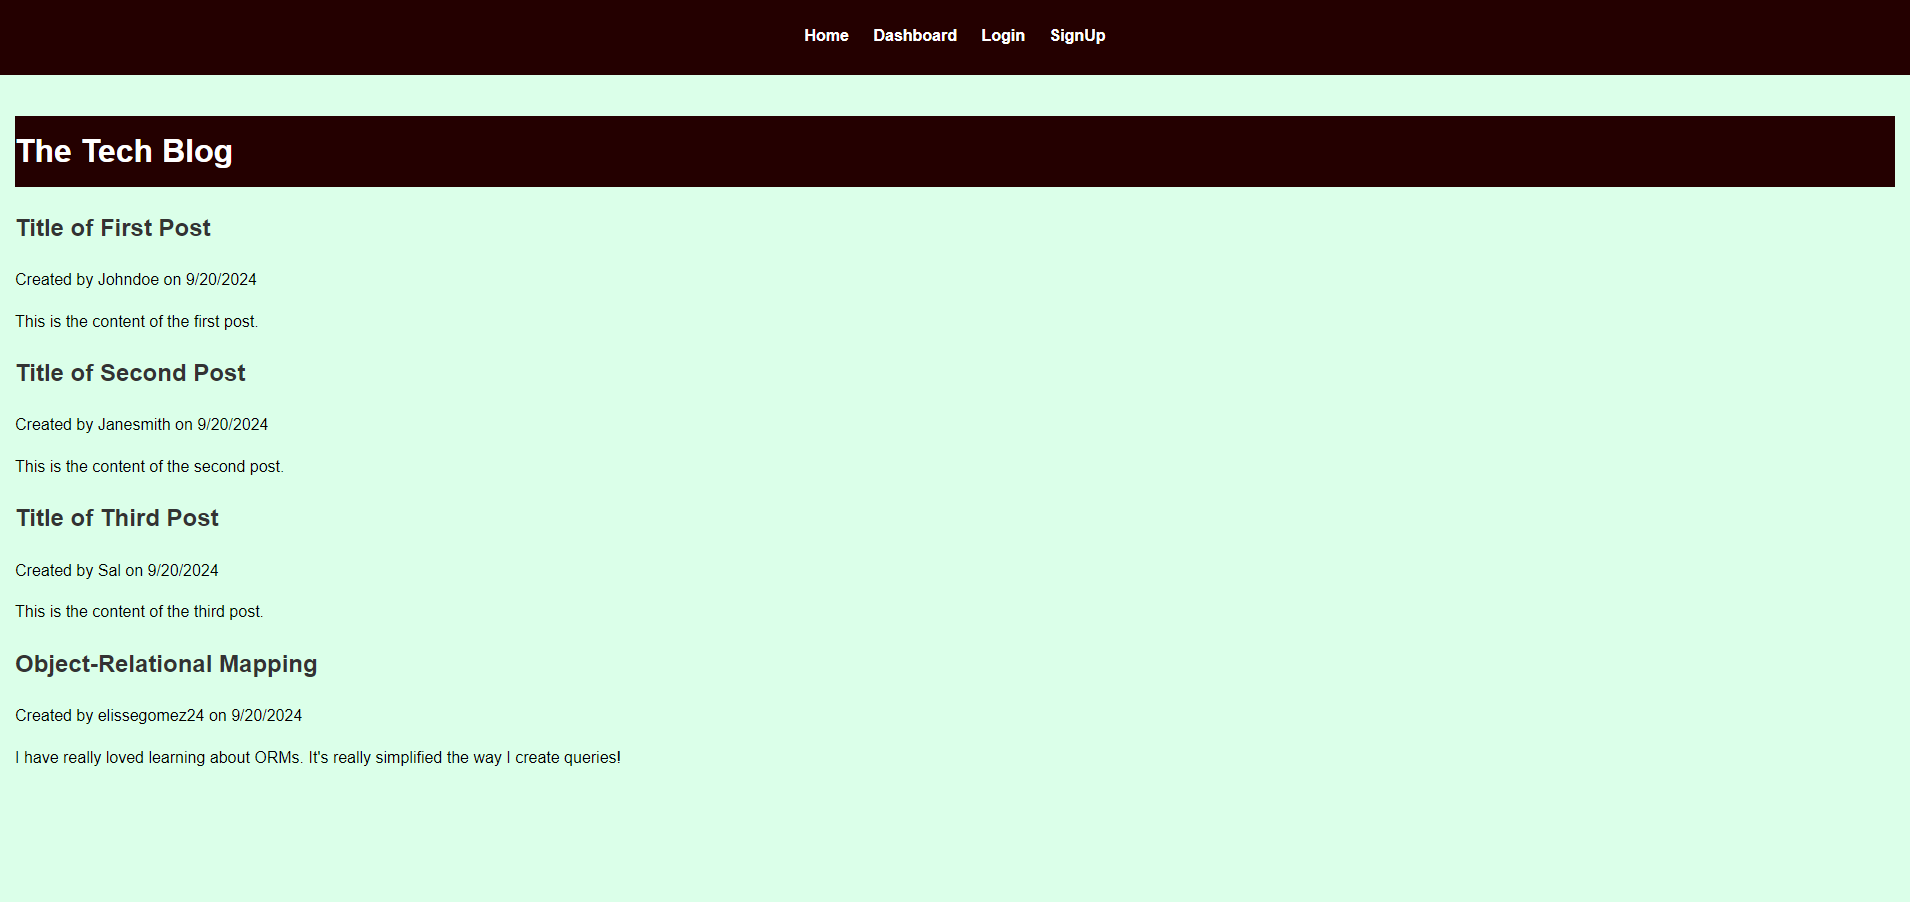 Home Dashboard Login SignUp
The Tech Blog
Title of First Post
Created by Johndoe on 9/20/2024
This is the content of the first post.
Title of Second Post
Created by Janesmith on 9/20/2024
This is the content of the second post.
Title of Third Post
Created by Sal on 9/20/2024
This is the content of the third post.
Object-Relational Mapping
Created by elissegomez24 on 9/20/2024
I have really loved learning about ORMs. It's really simplified the way I create queries!